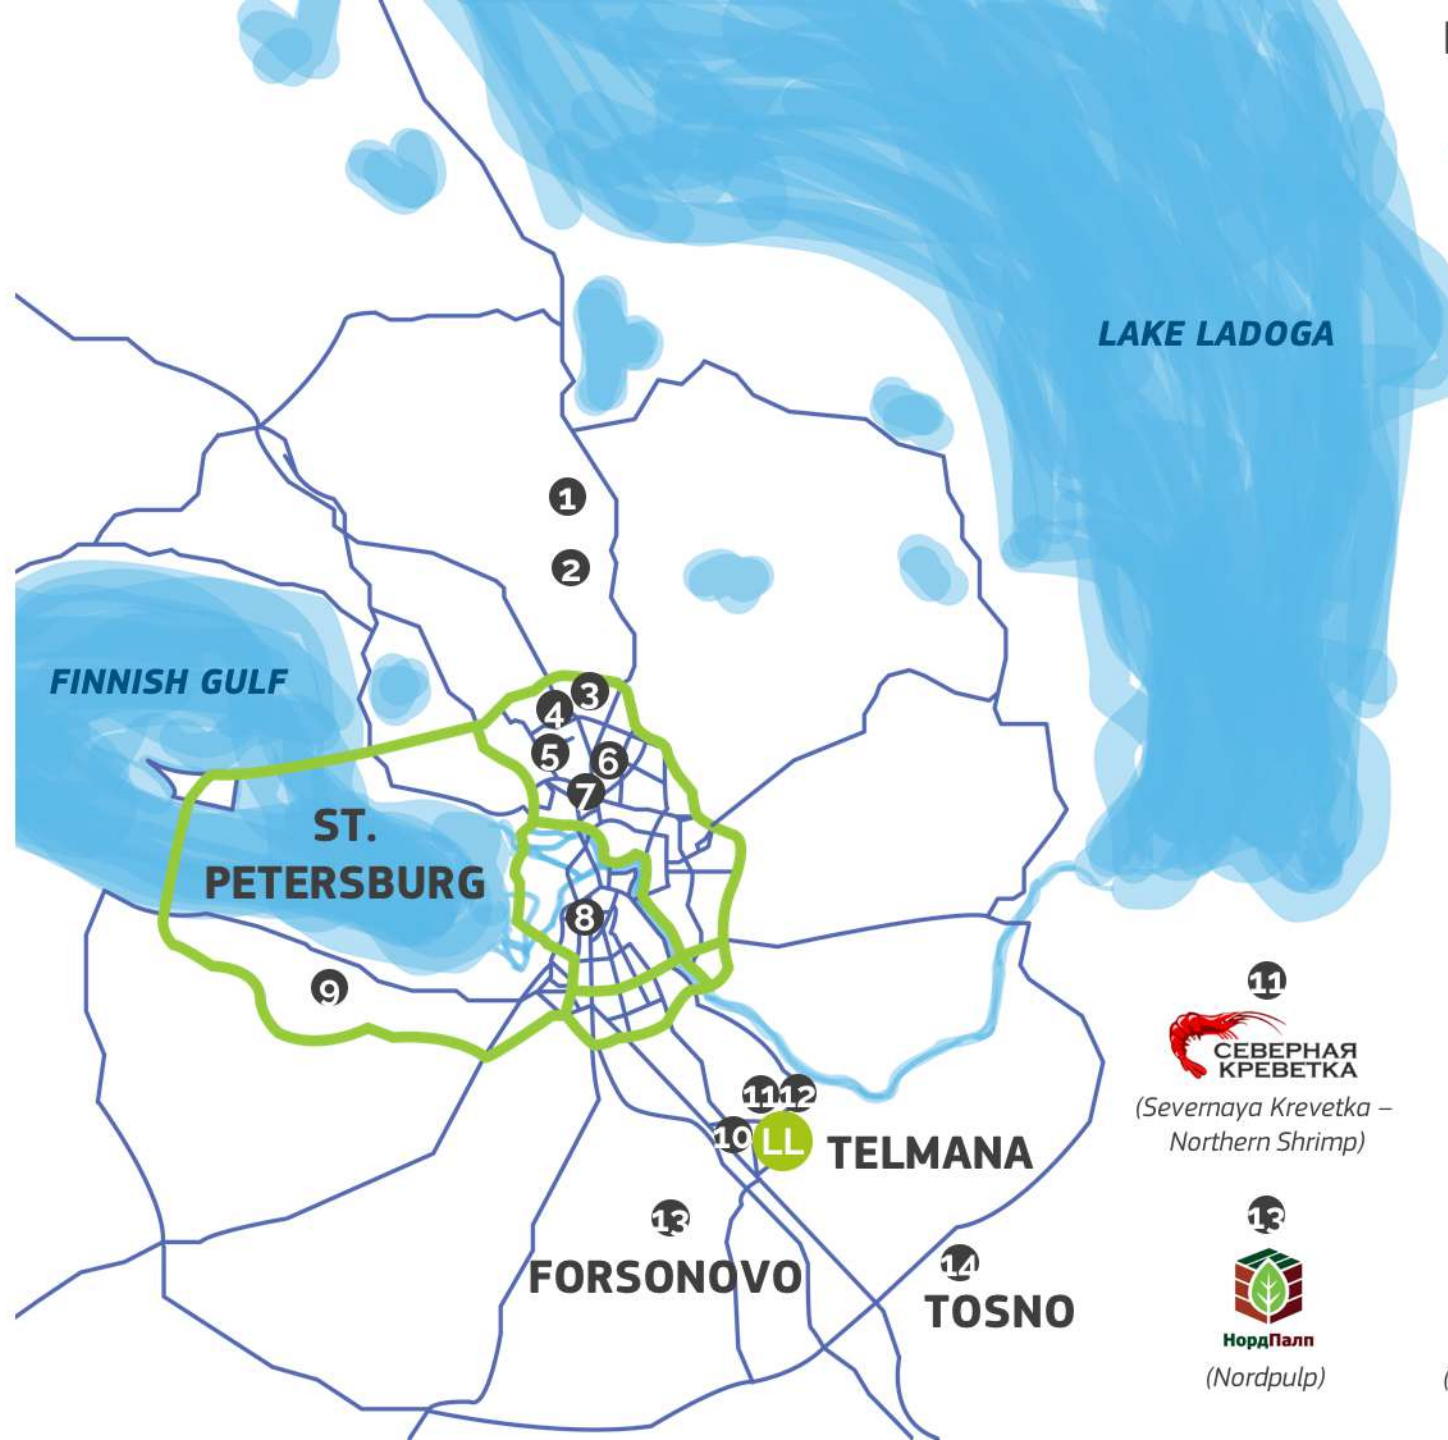 LAKE LADOGA
1
2
FINNISH GULF
3
4
5
6
7
ST.
PETERSBURG
8
9
11
СЕВЕРНАЯ
КРЕВЕТКА
(Severnaya Krevetka –
Northern Shrimp)
11
12
10
LL
TELMANA
13
FORSONOVO
14
TOSNO
13
НордПалп
(Nordpulp)